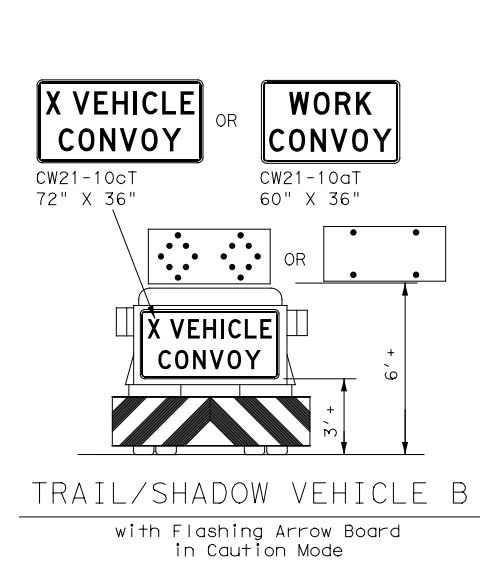 X VEHICLE
CONVOY
OR
WORK
CONVOY
CW21-10cT
72" X 36"
CW21-10aT
60" X 36"
OR
X VEHICLE
CONVOY
6'+
3'+
TRAIL/SHADOW VEHICLE B
with Flashing Arrow Board
in Caution Mode